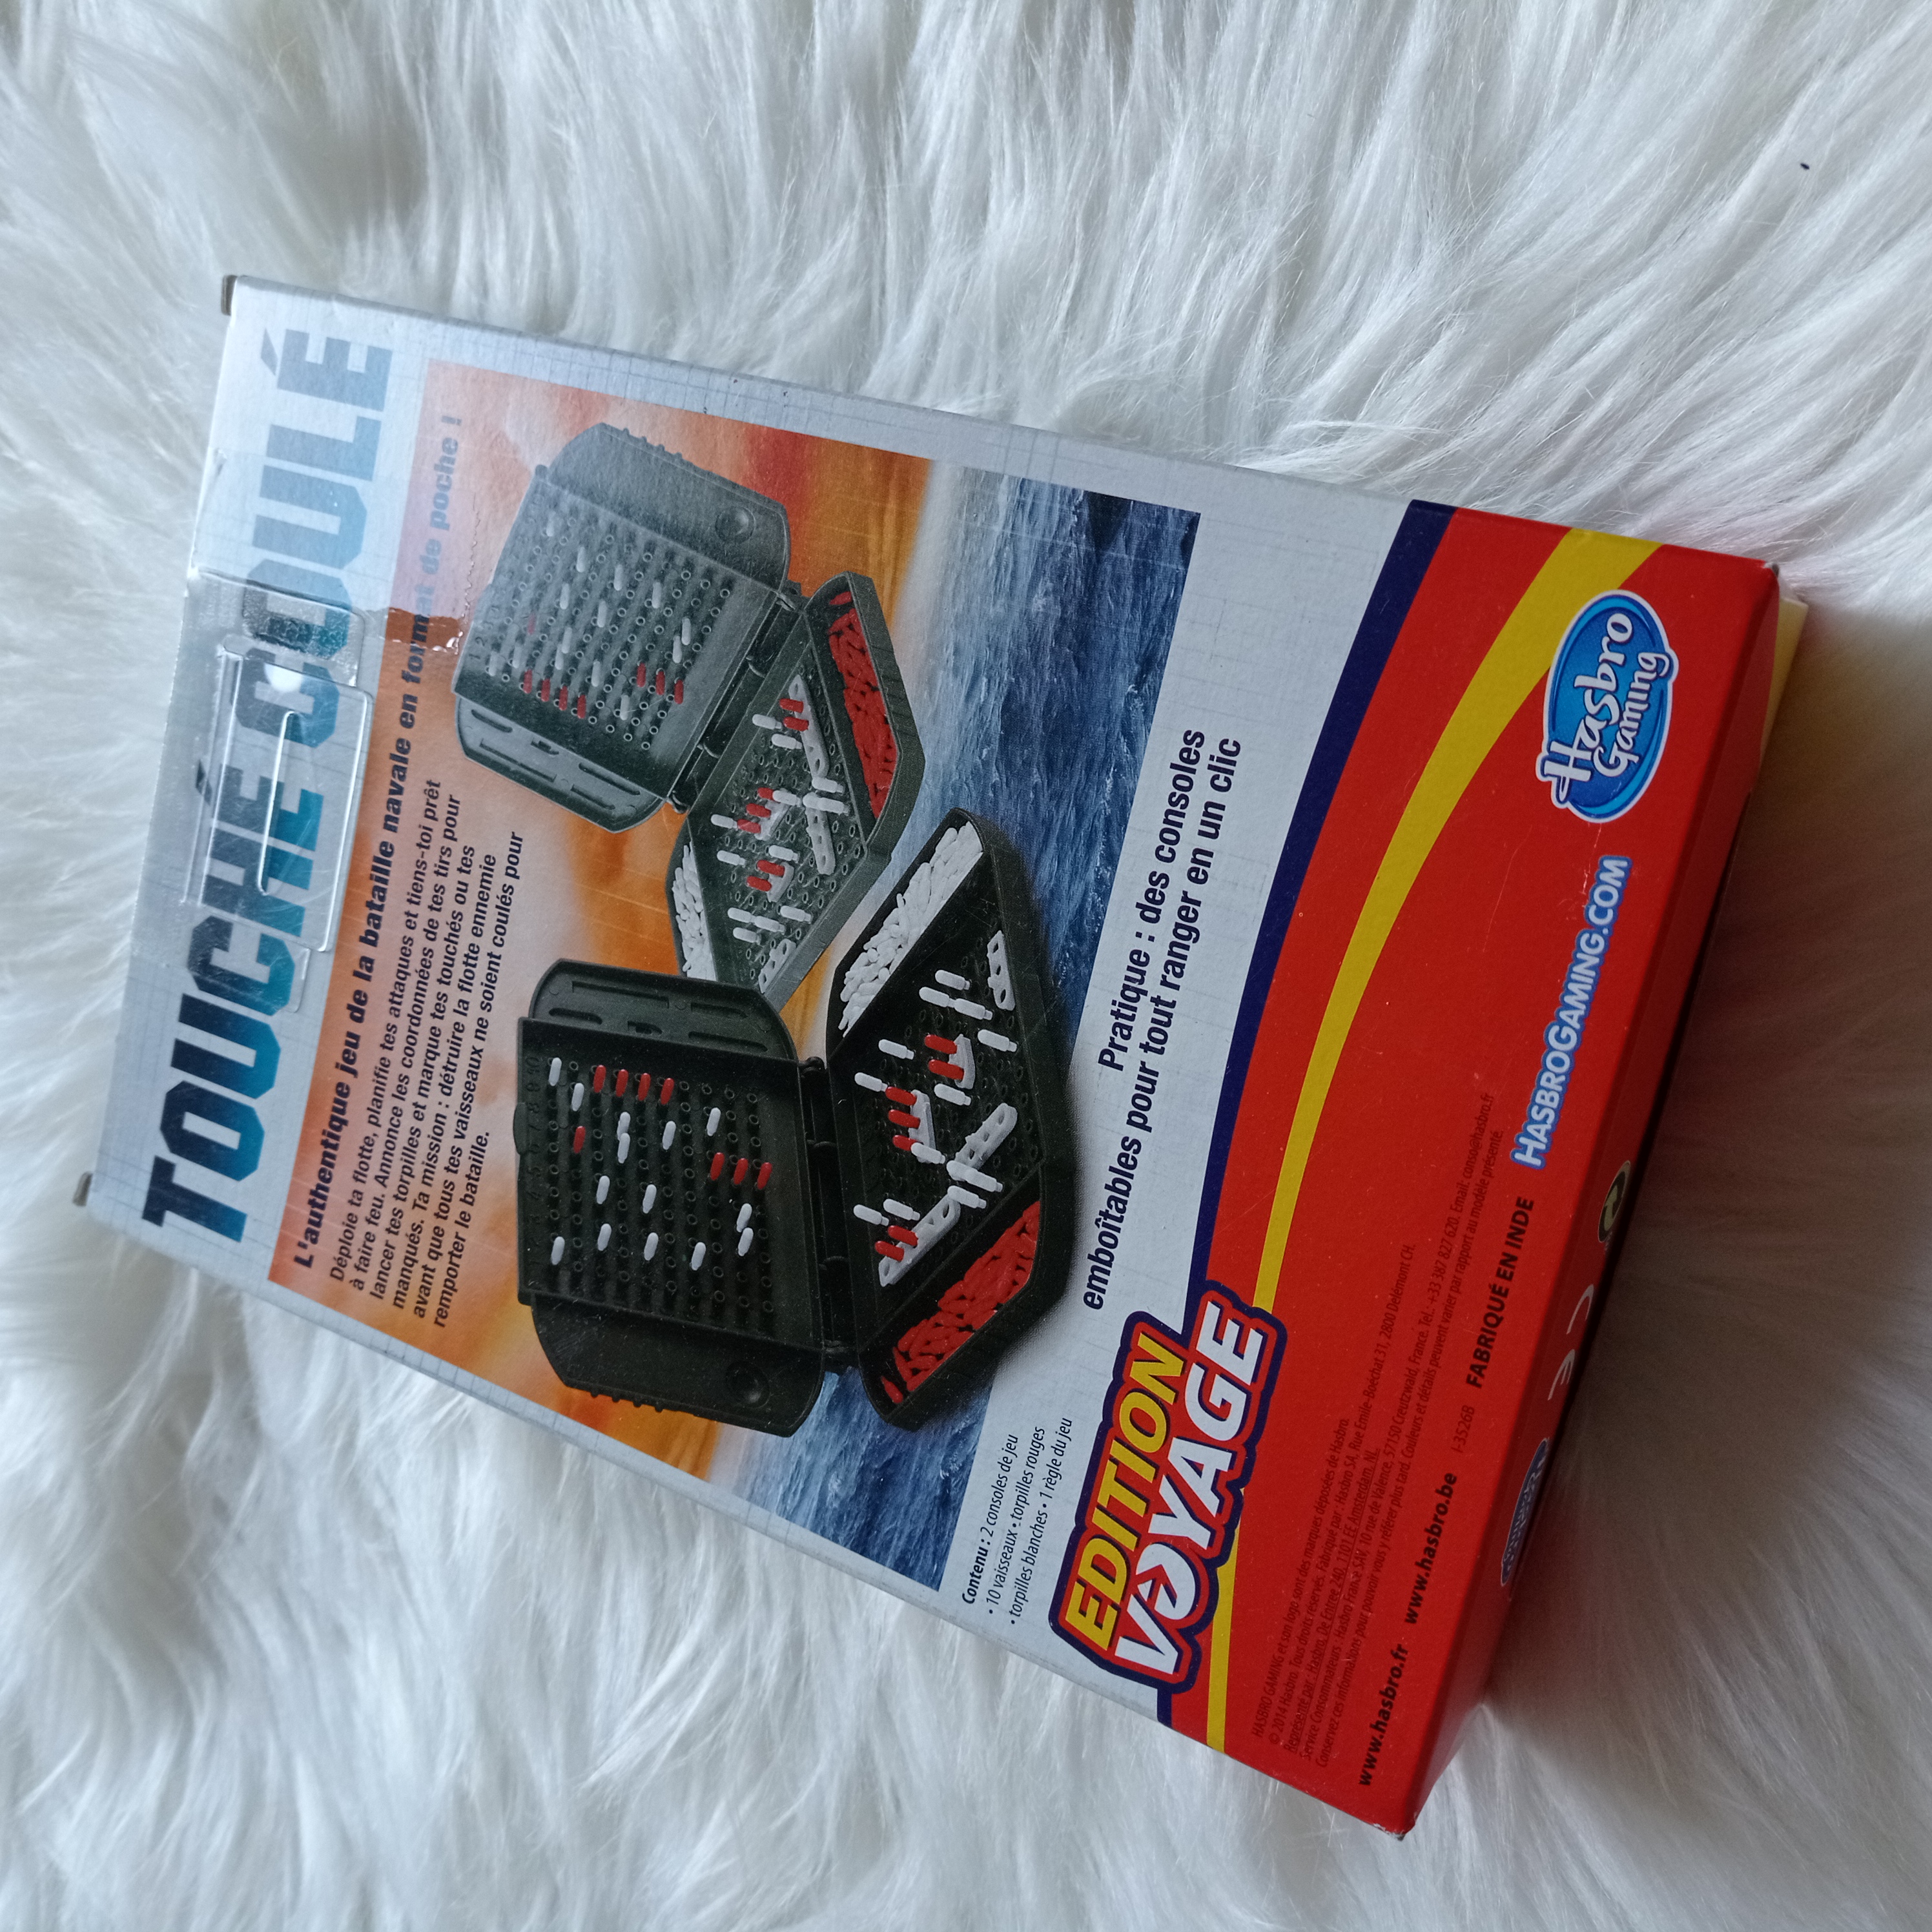 TOUCHÉ COULÉ
L'authentique jeu de la bataille navale en format de poche !
Déploie ta flotte, planifie tes attaques et tiens-toi prêt
à faire feu. Annonce les coordonnées de tes tirs pour
lancer tes torpilles et marque tes touchés ou tes
manqués. Ta mission : détruire la flotte ennemie
avant que tous tes vaisseaux ne soient coulés pour
remporter le bataille.
Contenu : 2 consoles de jeu
• 10 vaisseaux • torpilles rouges
• torpilles blanches • 1 règle du jeu
Pratique : des consoles
emboîtables pour tout ranger en un clic
EDITION
VOYAGE
HASBRO GAMING et son logo sont des marques déposées de Hasbro.
© 2014 Hasbro. Tous droits réservés. Fabriqué par : Hasbro SA, Rue Emile-Boéchat 31, 2800 Delémont CH.
Représenté par : Hasbro, De Entree 240, 1101 EE Amsterdam, NL.
Service Consommateurs : Hasbro France SAV, 10 rue de Valence, 57150 Creutzwald, France. Tel.: +33 387 827 620. Email: conso@hasbro.fr
Conservez ces informations pour pouvoir vous y référer plus tard. Couleurs et détails peuvent varier par rapport au modèle présenté.
www.hasbro.fr www.hasbro.be I-3526B FABRIQUÉ EN INDE HASBROGAMING.COM
Hasbro
Gaming
CE